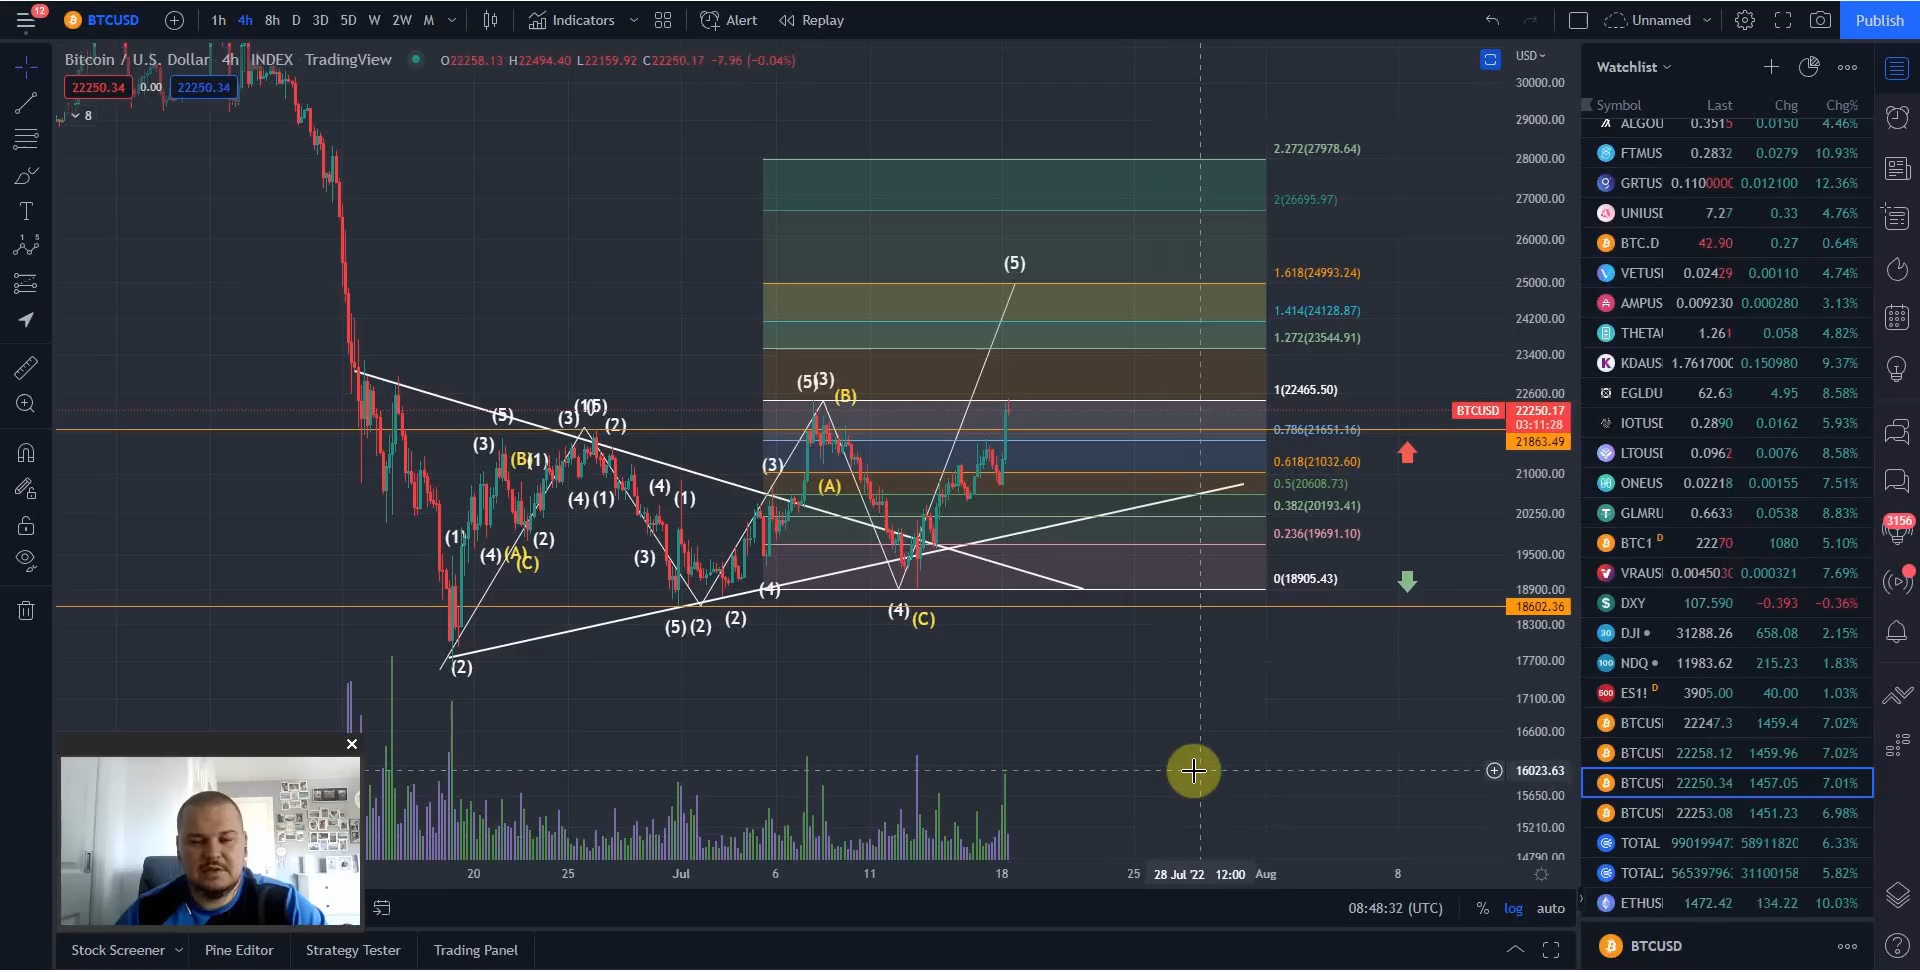 12
BTCUSD
1h 4h 8h D 3D 5D W 2W M
Indicators
Alert
Replay
Unnamed
Publish
Bitcoin / U.S. Dollar 4h INDEX TradingView
O22258.13 H22494.40 L22159.92 C22250.17 -7.96 (-0.04%)
22250.34 0.00 22250.34
8
USD
30000.00
29000.00
28000.00
27000.00
26000.00
25000.00
24200.00
23400.00
22600.00
BTCUSD 22250.17
03:11:28
21863.49
21000.00
20250.00
19500.00
18900.00
18602.36
18300.00
17700.00
17100.00
16600.00
16023.63
15650.00
15210.00
14790.00
2.272(27978.64)
2(26695.97)
1.618(24993.24)
1.414(24128.87)
1.272(23544.91)
1(22465.50)
0.786(21651.16)
0.618(21032.60)
0.5(20608.73)
0.382(20193.41)
0.236(19691.10)
0(18905.43)
(5)
(5) (3)
(B)
(5) (3)
(2)
(3)
(B) (1)
(3)
(4) (1)
(4) (1)
(A)
(1)
(4) (A) (2)
(C)
(3)
(4)
(4) (C)
(5) (2) (2)
(2)
20 25 Jul 6 11 18 25 28 Jul '22 12:00 Aug 8
08:48:32 (UTC) % log auto
Stock Screener Pine Editor Strategy Tester Trading Panel
Watchlist
Symbol Last Chg Chg%
ALGOU 0.3515 0.0150 4.46%
FTMUS 0.2832 0.0279 10.93%
GRTUS 0.1100000 0.012100 12.36%
UNIUSD 7.27 0.33 4.76%
BTC.D 42.90 0.27 0.64%
VETUSI 0.02429 0.00110 4.74%
AMPUS 0.009230 0.000280 3.13%
THETAI 1.261 0.058 4.82%
KDAUS 1.7617000 0.150980 9.37%
EGLDU 62.63 4.95 8.58%
IOTUSD 0.2890 0.0162 5.93%
LTOUSD 0.0962 0.0076 8.58%
ONEUS 0.02218 0.00155 7.51%
GLMRU 0.6633 0.0538 8.83%
BTC1 D 22270 1080 5.10%
VRAUS 0.004503 0.000321 7.69%
DXY 107.590 −0.393 −0.36%
DJI 31288.26 658.08 2.15%
NDQ 11983.62 215.23 1.83%
ES1! D 3905.00 40.00 1.03%
BTCUS 22247.3 1459.4 7.02%
BTCUS 22258.12 1459.96 7.02%
BTCUS 22250.34 1457.05 7.01%
BTCUS 22253.08 1451.23 6.98%
TOTAL 990199473 58911820 6.33%
TOTAL2 565397963 31100158 5.82%
ETHUS 1472.42 134.22 10.03%
BTCUSD
3156